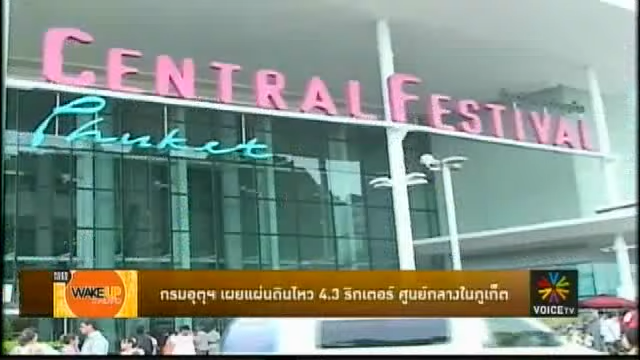 CENTRAL FESTIVAL
Phuket
WAKE UP
กรมอุตุฯ เผยแผ่นดินไหว 4.3 ริกเตอร์ ศูนย์กลางในภูเก็ต
VOICETV